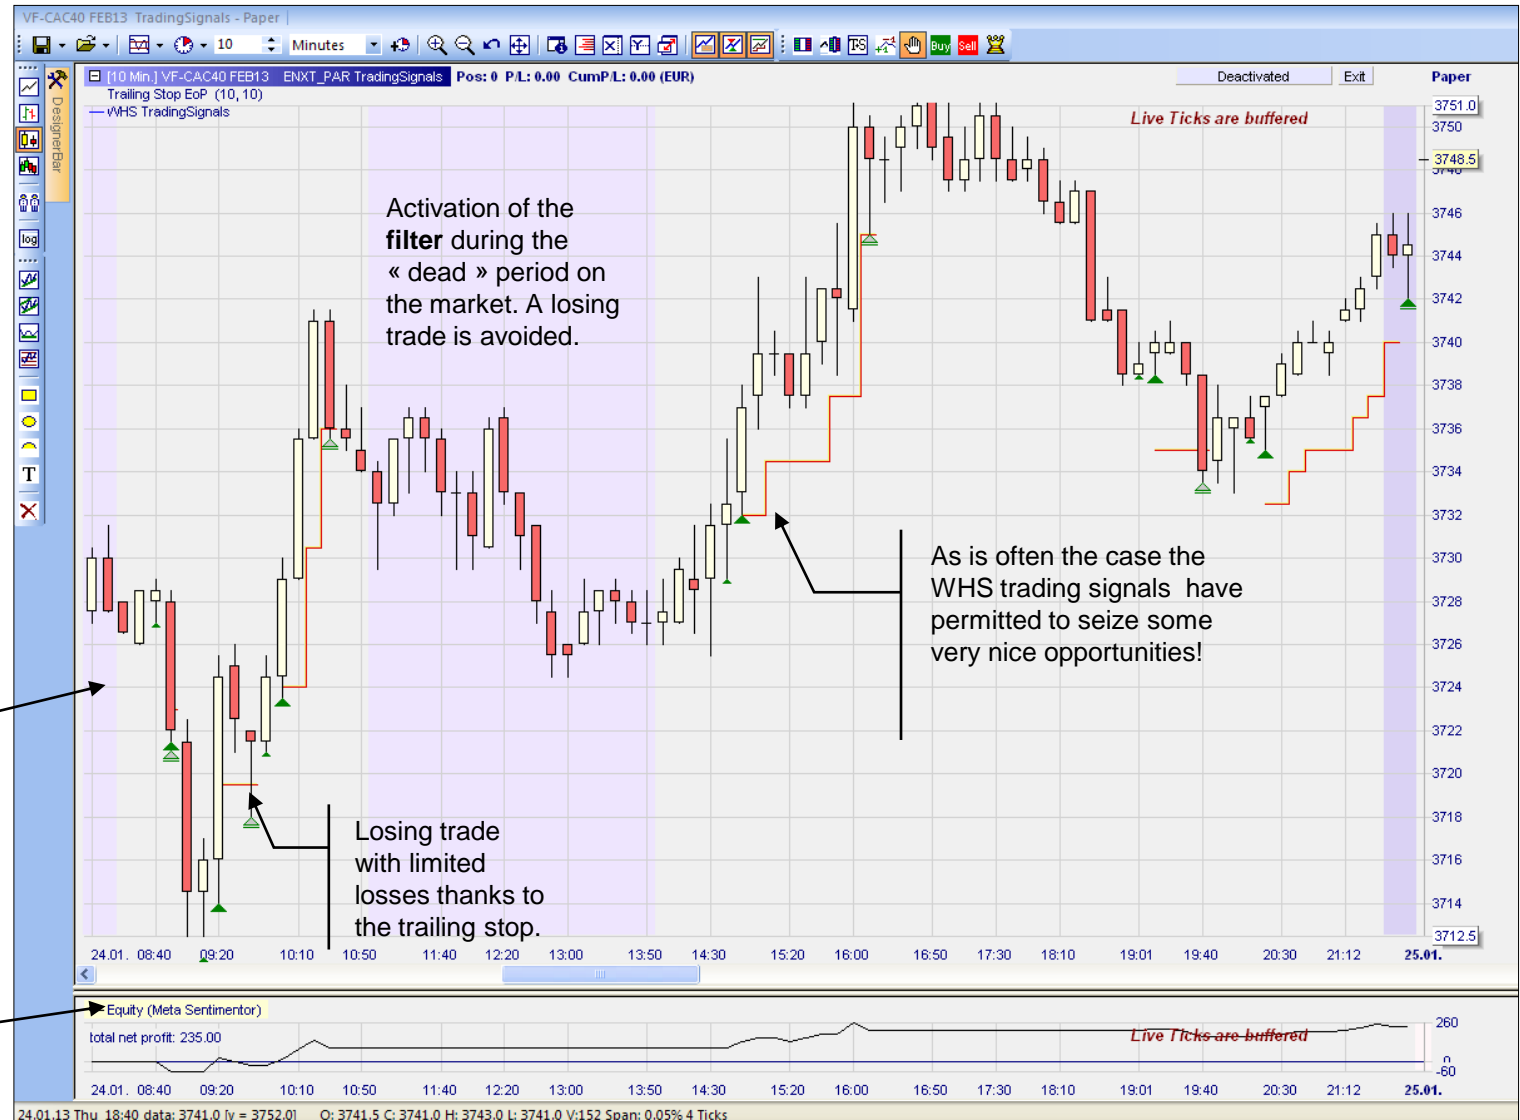 VF-CAC40 FEB13 TradingSignals - Paper
10 Minutes
TS Buy Sell
[10 Min.] VF-CAC40 FEB13 ENXT_PAR TradingSignals Pos: 0 P/L: 0.00 CumP/L: 0.00 (EUR) Deactivated Exit Paper
Trailing Stop EoP (10, 10)
WHS TradingSignals
DesignerBar
log
T
Live Ticks are buffered
3751.0
3750
3748.5
3746
3744
3742
3740
3738
3736
3734
3732
3730
3728
3726
3724
3722
3720
3718
3716
3714
3712.5
Activation of the
filter during the
« dead » period on
the market. A losing
trade is avoided.
As is often the case the
WHS trading signals have
permitted to seize some
very nice opportunities!
Losing trade
with limited
losses thanks to
the trailing stop.
24.01. 08:40 09:20 10:10 10:50 11:40 12:20 13:00 13:50 14:30 15:20 16:00 16:50 17:30 18:10 19:01 19:40 20:30 21:12 25.01.
Equity (Meta Sentimentor)
total net profit: 235.00
Live Ticks are buffered
260
0
-60
24.01. 08:40 09:20 10:10 10:50 11:40 12:20 13:00 13:50 14:30 15:20 16:00 16:50 17:30 18:10 19:01 19:40 20:30 21:12 25.01.
24.01.13 Thu 18:40 data: 3741.0 [v = 3752.0] O: 3741.5 C: 3741.0 H: 3743.0 L: 3741.0 V:152 Span: 0.05% 4 Ticks